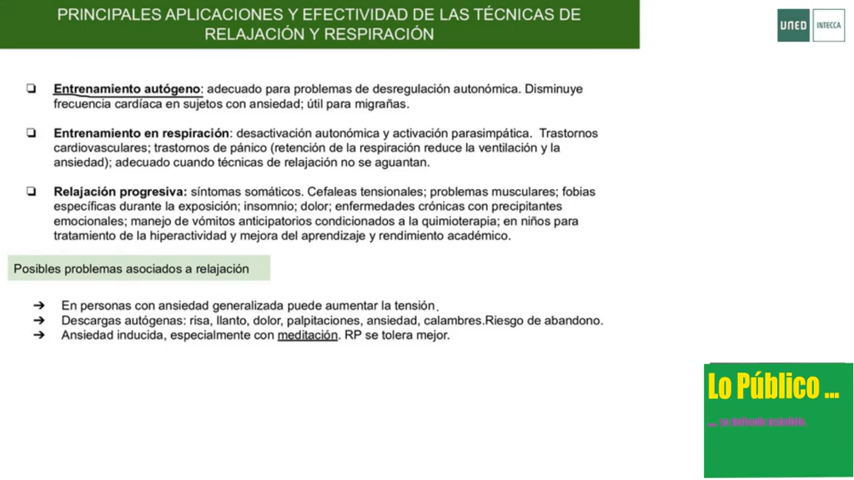 PRINCIPALES APLICACIONES Y EFECTIVIDAD DE LAS TÉCNICAS DE
RELAJACIÓN Y RESPIRACIÓN
UNED
INTECCA
Entrenamiento autógeno: adecuado para problemas de desregulación autonómica. Disminuye
frecuencia cardíaca en sujetos con ansiedad; útil para migrañas.
Entrenamiento en respiración: desactivación autonómica y activación parasimpática. Trastornos
cardiovasculares; trastornos de pánico (retención de la respiración reduce la ventilación y la
ansiedad); adecuado cuando técnicas de relajación no se aguantan.
Relajación progresiva: síntomas somáticos. Cefaleas tensionales; problemas musculares; fobias
específicas durante la exposición; insomnio; dolor; enfermedades crónicas con precipitantes
emocionales; manejo de vómitos anticipatorios condicionados a la quimioterapia; en niños para
tratamiento de la hiperactividad y mejora del aprendizaje y rendimiento académico.
Posibles problemas asociados a relajación
➔ En personas con ansiedad generalizada puede aumentar la tensión.
➔ Descargas autógenas: risa, llanto, dolor, palpitaciones, ansiedad, calambres.Riesgo de abandono.
➔ Ansiedad inducida, especialmente con meditación. RP se tolera mejor.
Lo Público ...